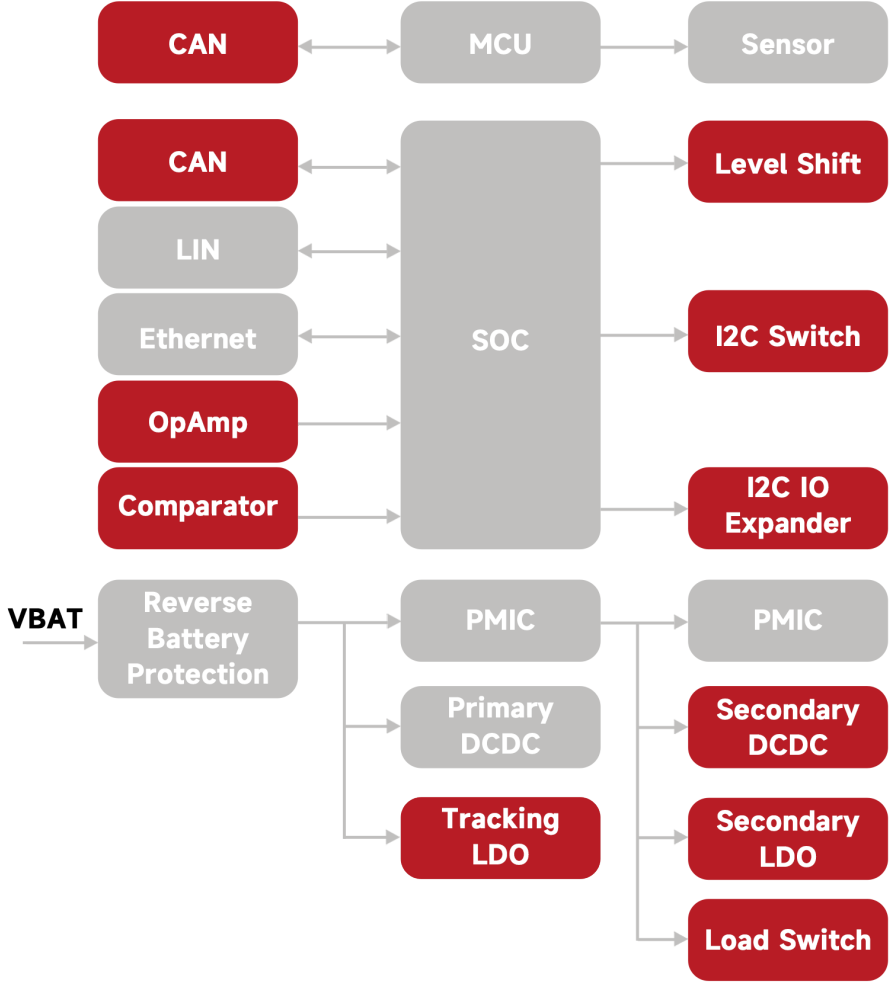 CAN
MCU
Sensor
CAN
Level Shift
LIN
I2C Switch
Ethernet
SOC
OpAmp
Comparator
I2C IO
Expander
VBAT
Reverse
Battery
Protection
PMIC
PMIC
Primary
DCDC
Secondary
DCDC
Tracking
LDO
Secondary
LDO
Load Switch